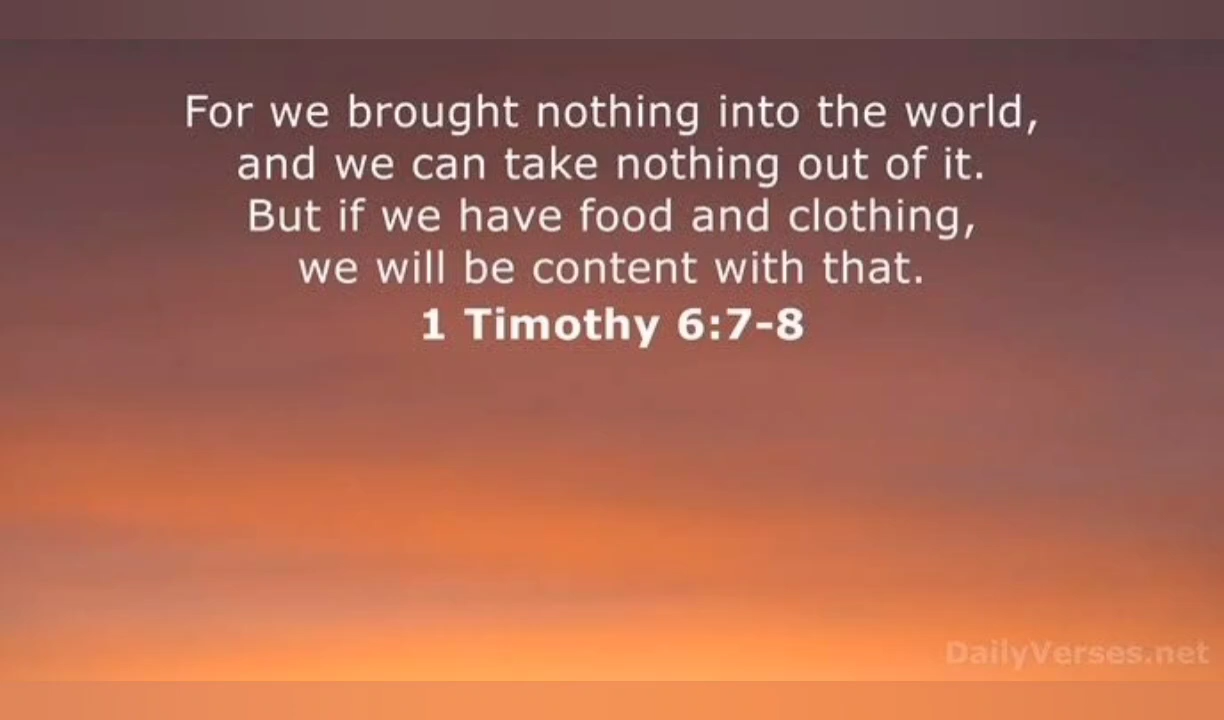 For we brought nothing into the world,
and we can take nothing out of it.
But if we have food and clothing,
we will be content with that.
1 Timothy 6:7-8
DailyVerses.net